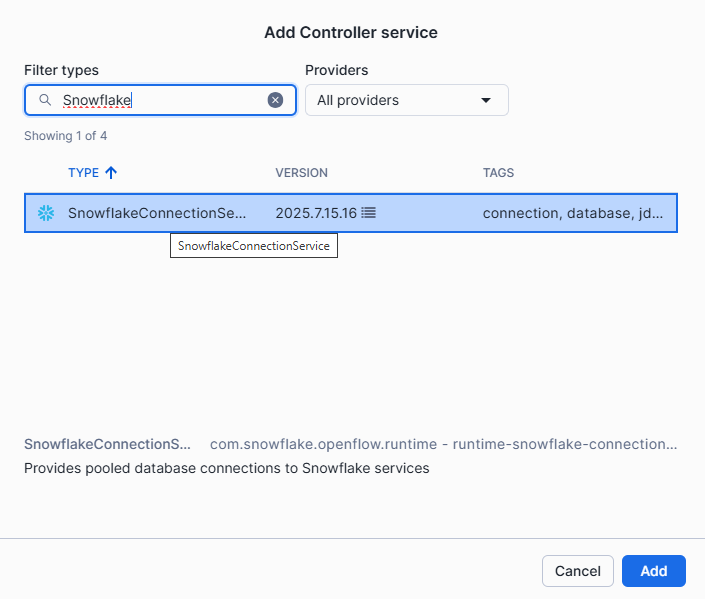 Add Controller service
Filter types
Providers
Snowflake
All providers
Showing 1 of 4
TYPE VERSION TAGS
SnowflakeConnectionSe... 2025.7.15.16 connection, database, jd...
SnowflakeConnectionService
SnowflakeConnectionS... com.snowflake.openflow.runtime - runtime-snowflake-connection...
Provides pooled database connections to Snowflake services
Cancel Add